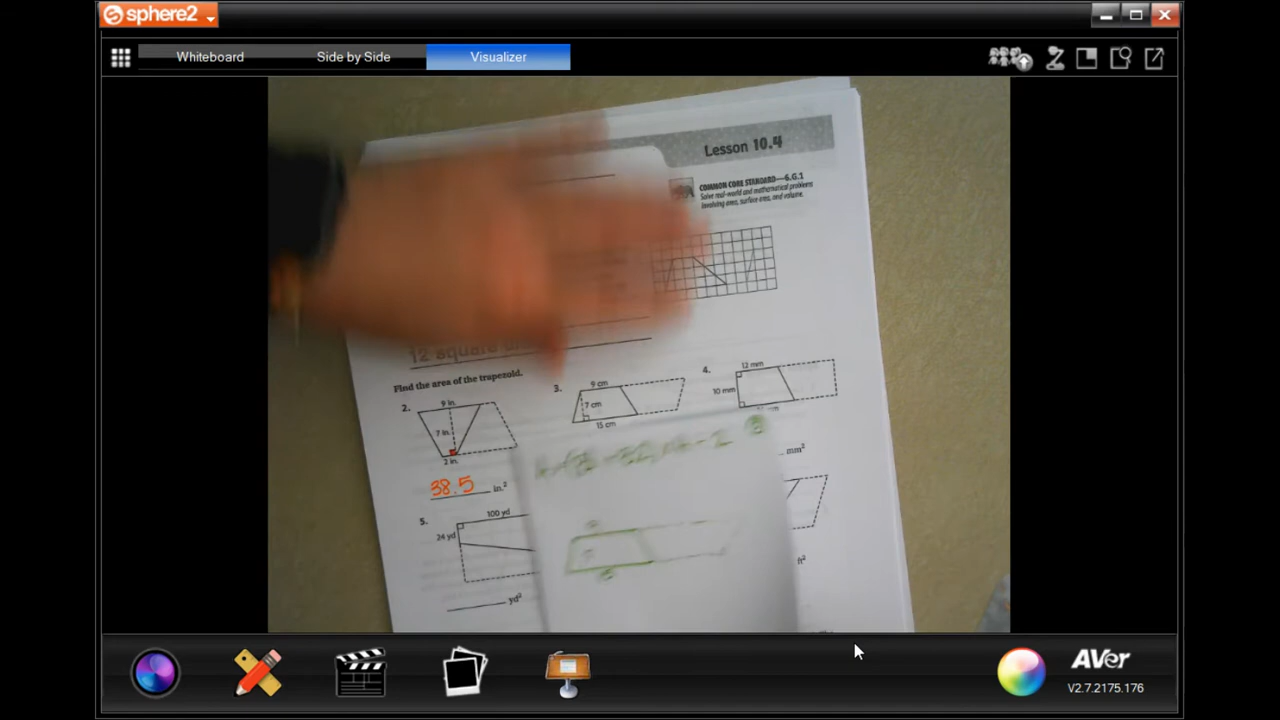 sphere2
Whiteboard
Side by Side
Visualizer
Lesson 10.4
COMMON CORE STANDARD—6.G.1
Solve real-world and mathematical problems
involving area, surface area, and volume.
12 square
Find the area of the trapezoid.
2.
9 in.
7 in.
2 in.
38.5 in.²
3.
9 cm
7 cm
15 cm
4.
12 mm
10 mm
mm²
5.
100 yd
24 yd
yd²
ft²
AVer
V2.7.2175.176